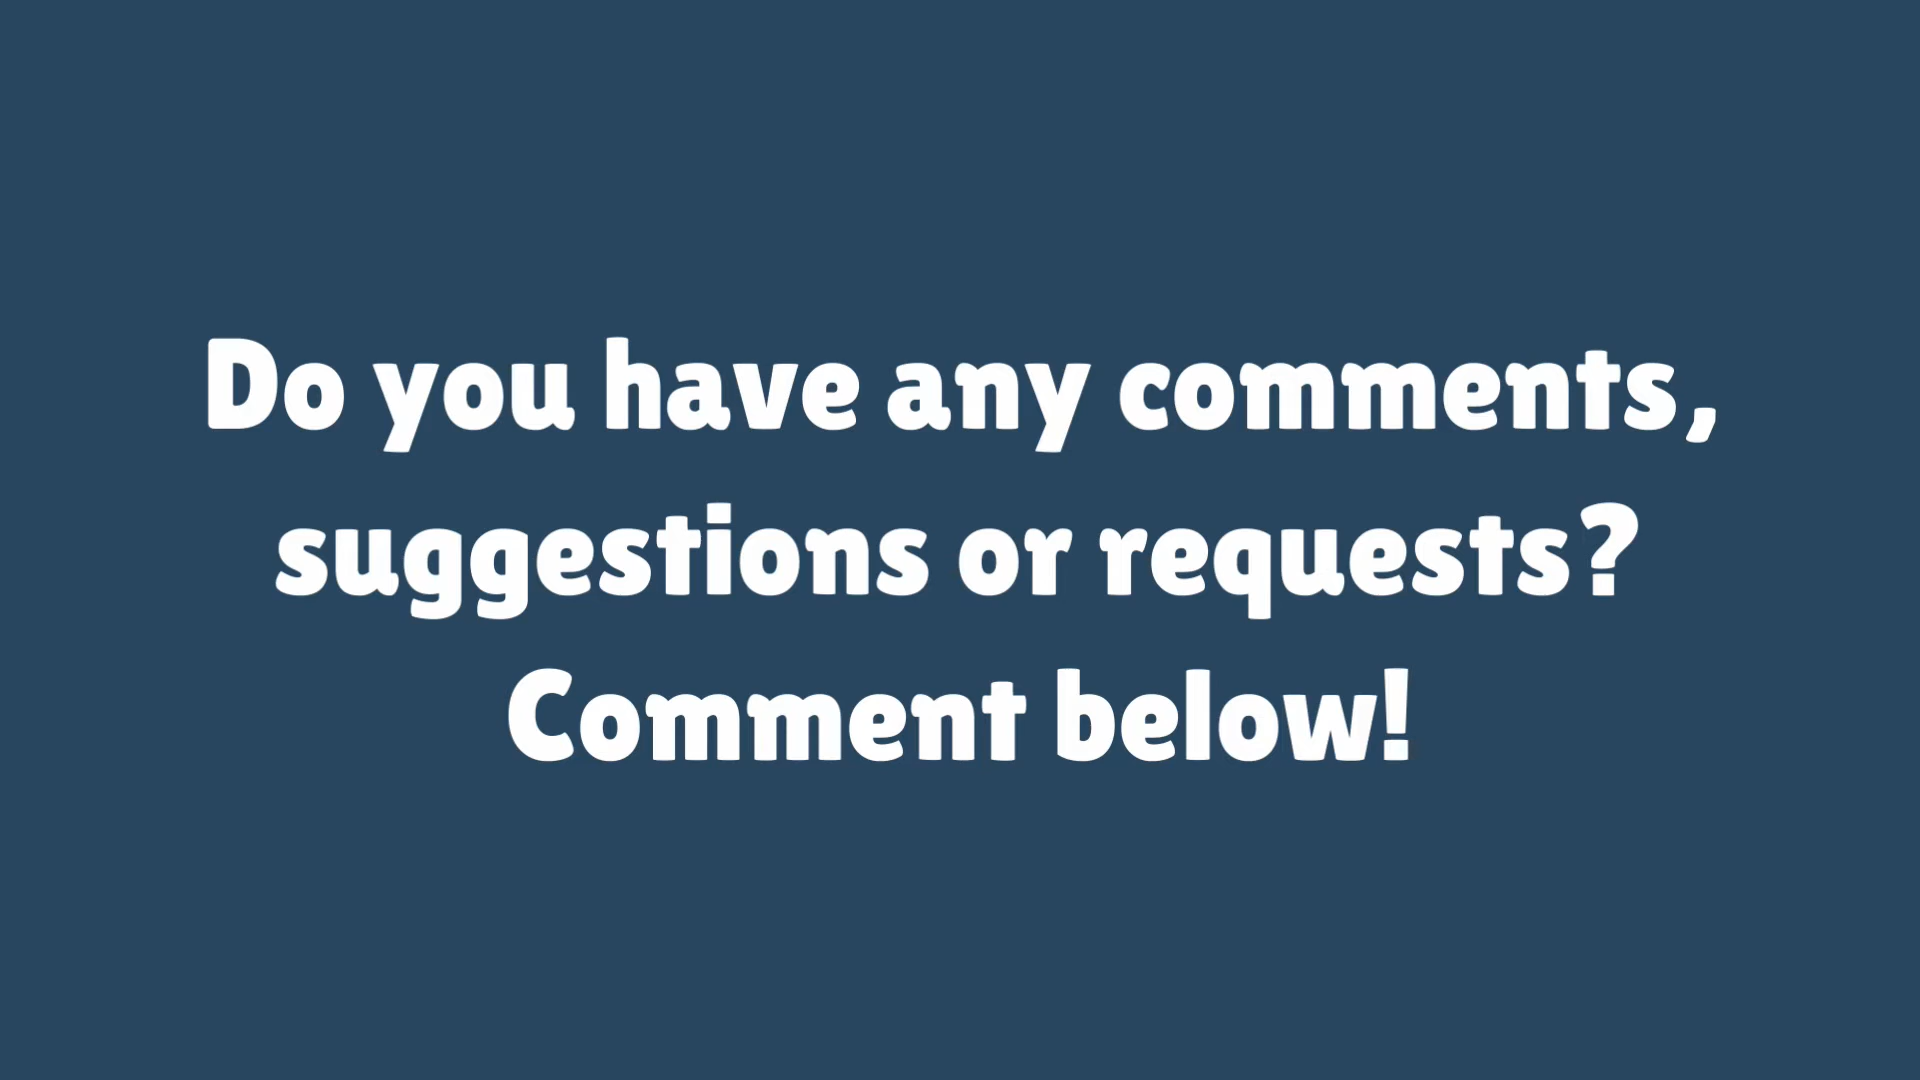 Do you have any comments,
suggestions or requests?
Comment below!